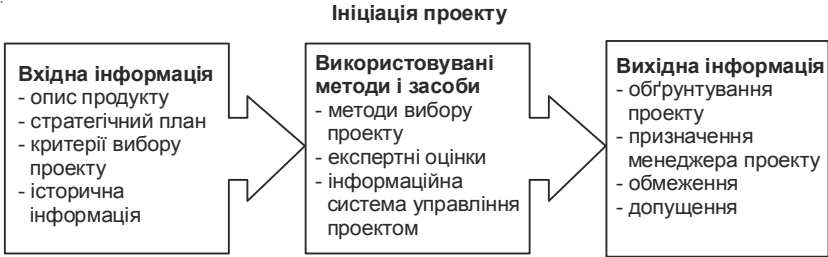 Ініціація проекту
Вхідна інформація
- опис продукту
- стратегічний план
- критерії вибору
проекту
- історична
інформація
Використовувані
методи і засоби
- методи вибору
проекту
- експертні оцінки
- інформаційна
система управління
проектом
Вихідна інформація
- обґрунтування
проекту
- призначення
менеджера проекту
- обмеження
- допущення